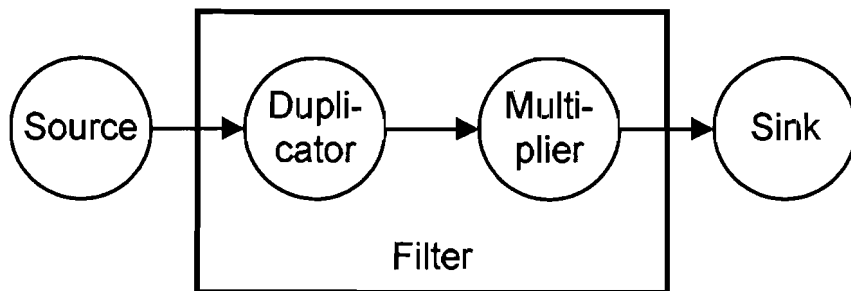 Source
Dupli-
cator
Multi-
plier
Sink
Filter